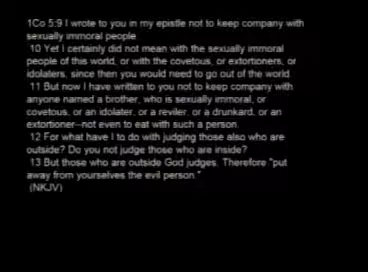 1Co 5:9 I wrote to you in my epistle not to keep company with
sexually immoral people
10 Yet I certainly did not mean with the sexually immoral
people of this world, or with the covetous, or extortioners, or
idolaters, since then you would need to go out of the world
11 But now I have written to you not to keep company with
anyone named a brother, who is sexually immoral, or
covetous, or an idolater, or a reviler, or a drunkard, or an
extortioner--not even to eat with such a person.
12 For what have I to do with judging those also who are
outside? Do you not judge those who are inside?
13 But those who are outside God judges. Therefore "put
away from yourselves the evil person."
(NKJV)